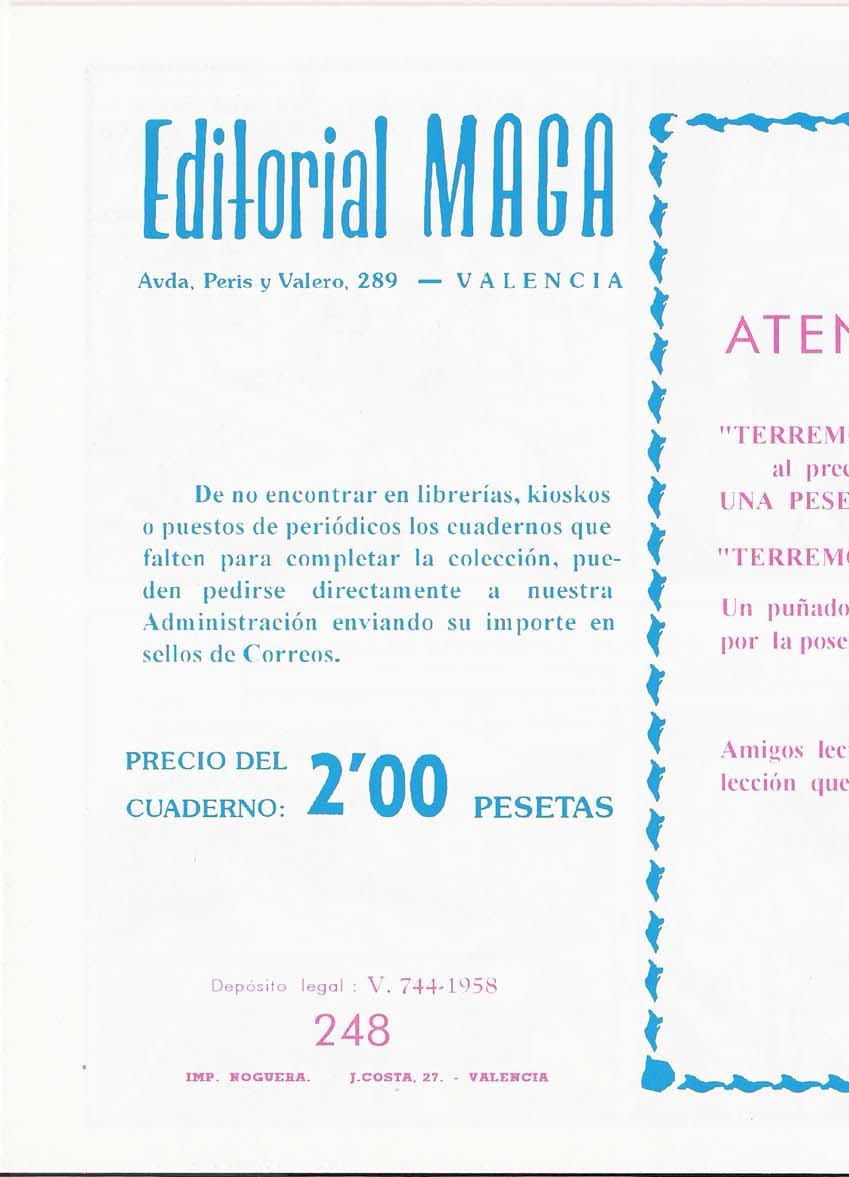 Editorial MAGA
Avda, Peris y Valero, 289 — VALENCIA
De no encontrar en librerías, kioskos
o puestos de periódicos los cuadernos que
falten para completar la colección, pue-
den pedirse directamente a nuestra
Administración enviando su importe en
sellos de Correos.
PRECIO DEL
CUADERNO: 2'00 PESETAS
Depósito legal : V. 744-1958
248
IMP. NOGUERA. J.COSTA, 27. - VALENCIA
ATEN
"TERREMO
al prec
UNA PESE
"TERREMO
Un puñado
por la pose
Amigos lec
lección que